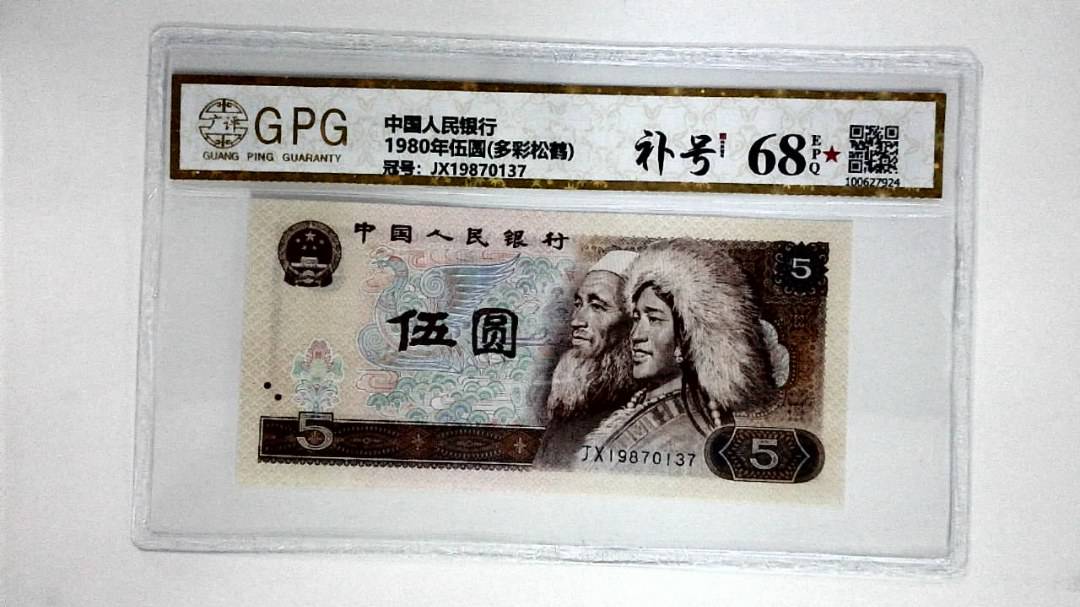 广评
GPG
GUANG PING GUARANTY
中国人民银行
1980年伍圆(多彩松鹤)
冠号：JX19870137
补号
68
EPQ
100627924
中国人民银行
5
伍圆
5
JX19870137
5